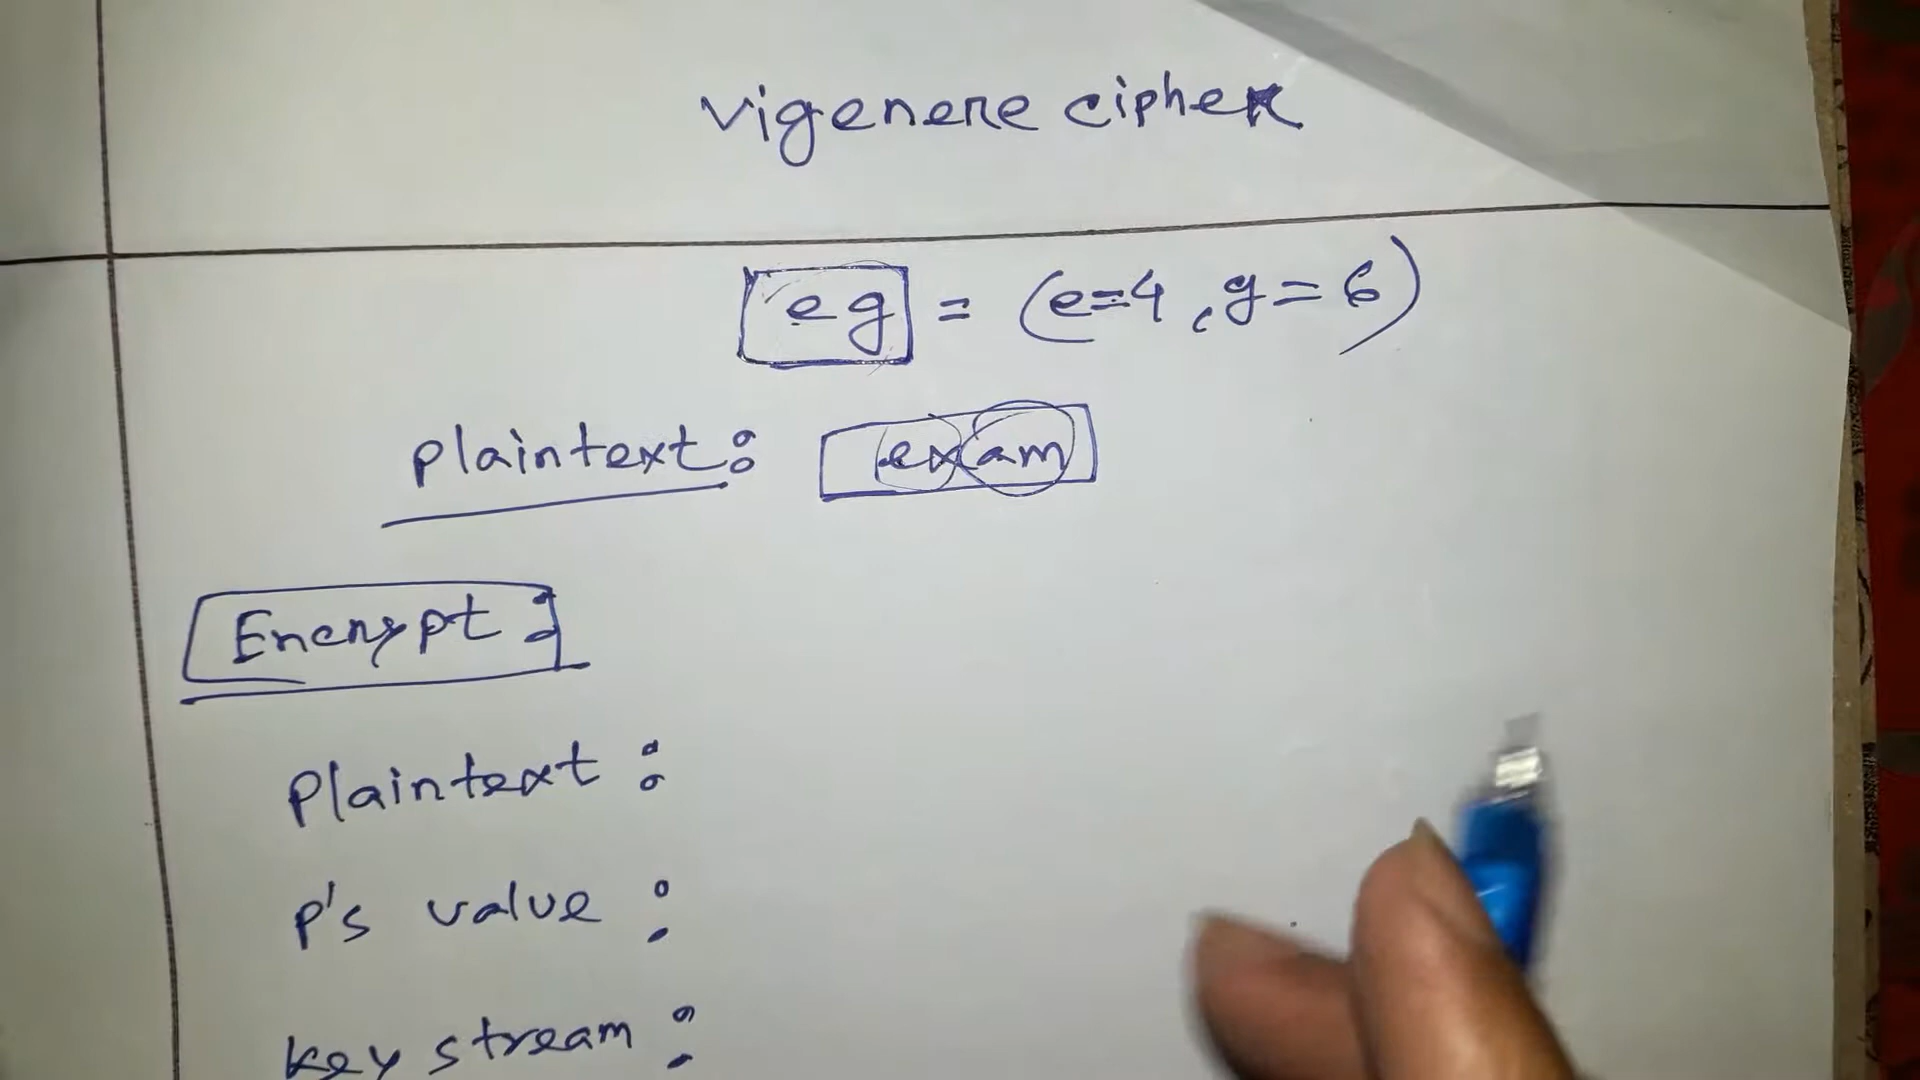 vigenere cipher
eg = (e=4, g=6)
plaintext: exam
Encrypt:
Plaintext :
p's value :
key stream :